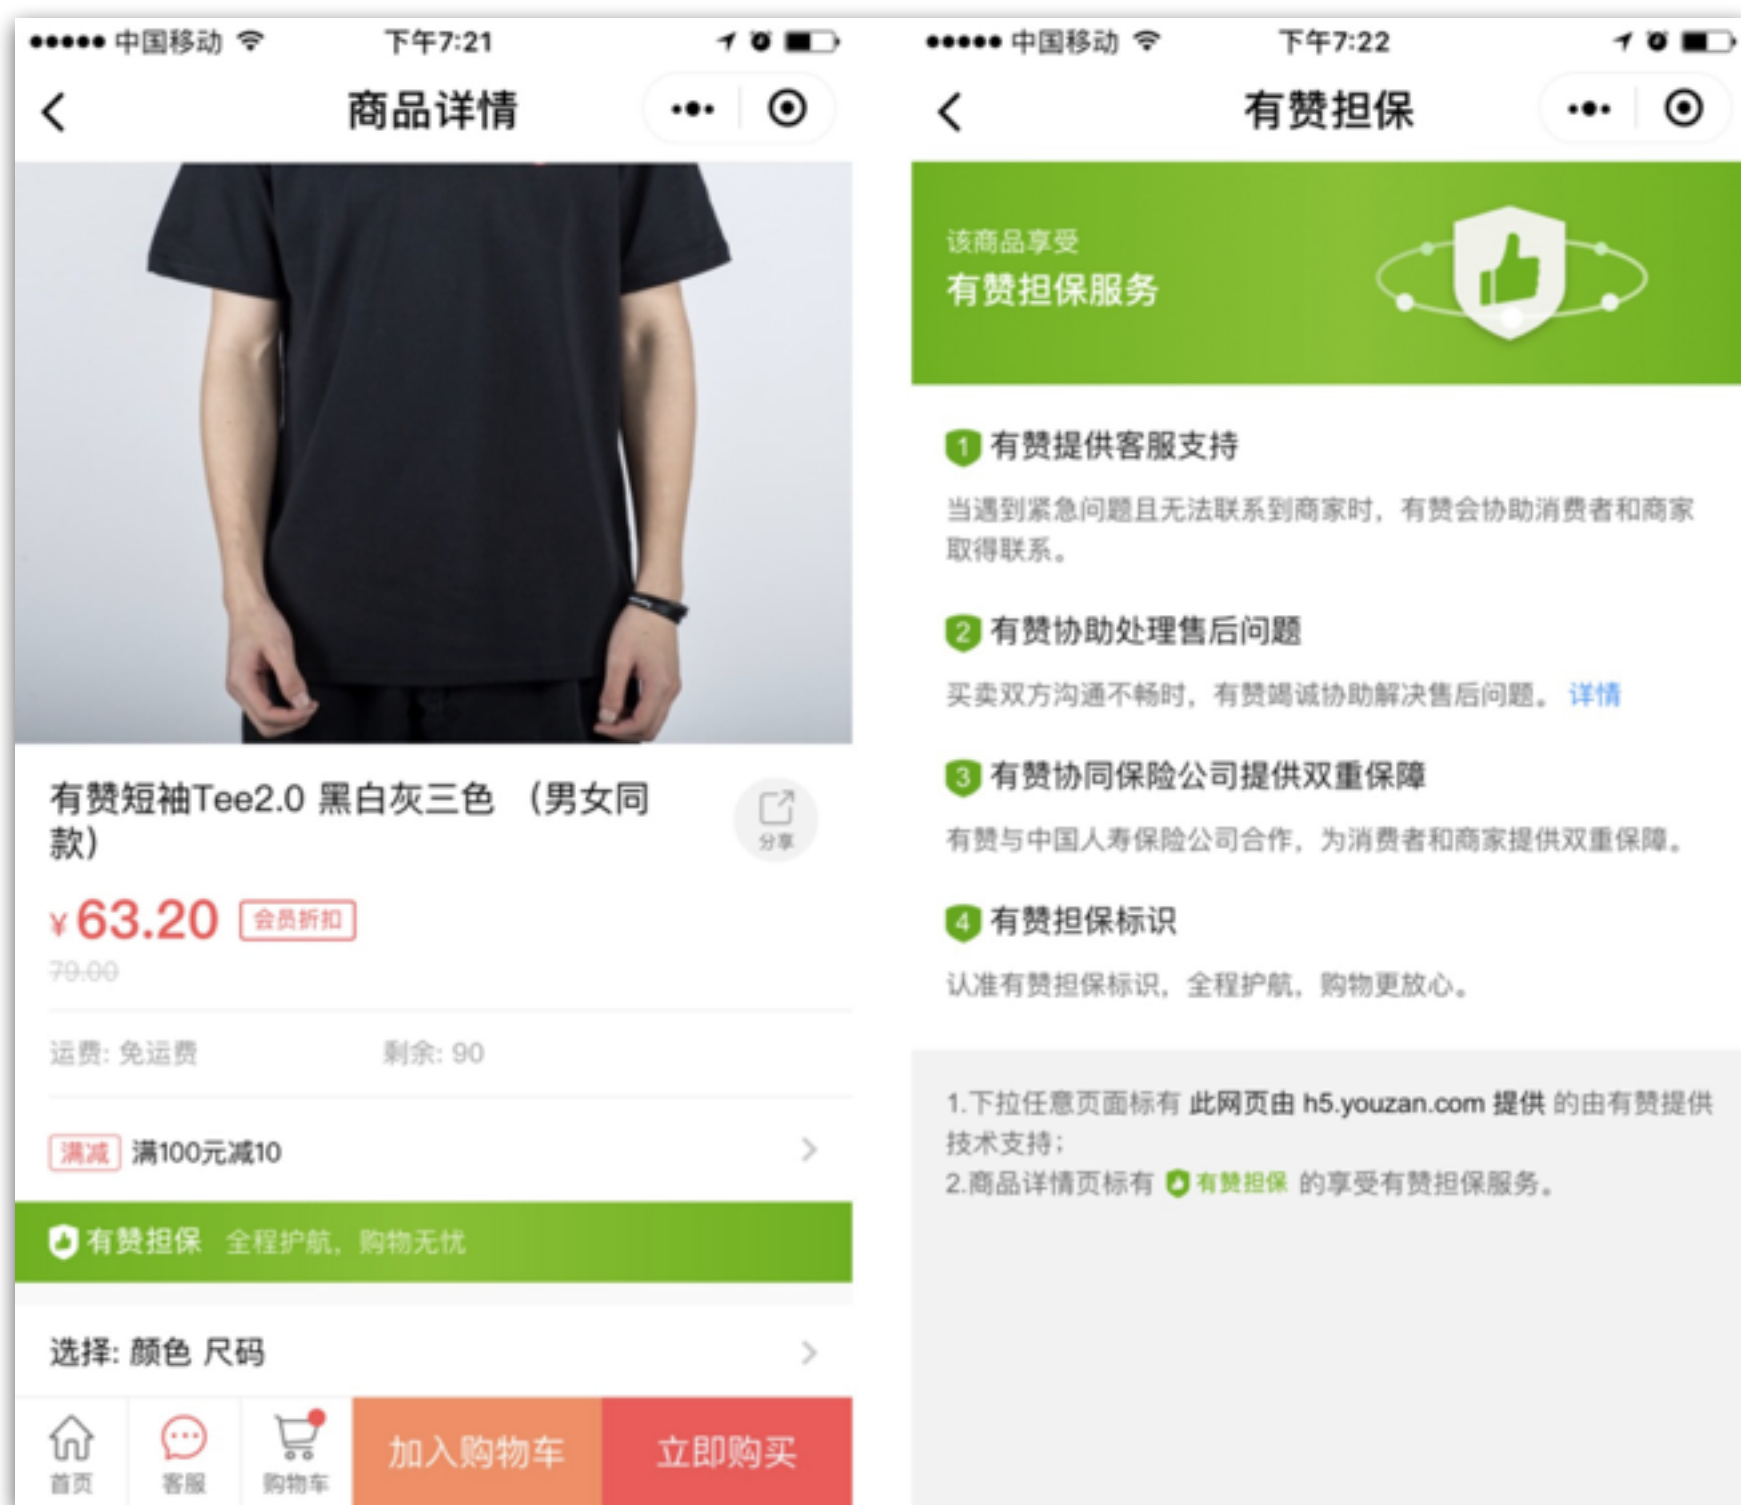 中国移动 下午7:21
商品详情
有赞短袖Tee2.0 黑白灰三色 （男女同
款）
分享
¥63.20 会员折扣
79.00
运费: 免运费 剩余: 90
满减 满100元减10
有赞担保 全程护航，购物无忧
选择: 颜色 尺码
首页 客服 购物车 加入购物车 立即购买
中国移动 下午7:22
有赞担保
该商品享受
有赞担保服务
1 有赞提供客服支持
当遇到紧急问题且无法联系到商家时，有赞会协助消费者和商家
取得联系。
2 有赞协助处理售后问题
买卖双方沟通不畅时，有赞竭诚协助解决售后问题。 详情
3 有赞协同保险公司提供双重保障
有赞与中国人寿保险公司合作，为消费者和商家提供双重保障。
4 有赞担保标识
认准有赞担保标识，全程护航，购物更放心。
1.下拉任意页面标有 此网页由 h5.youzan.com 提供 的由有赞提供
技术支持；
2.商品详情页标有 有赞担保 的享受有赞担保服务。